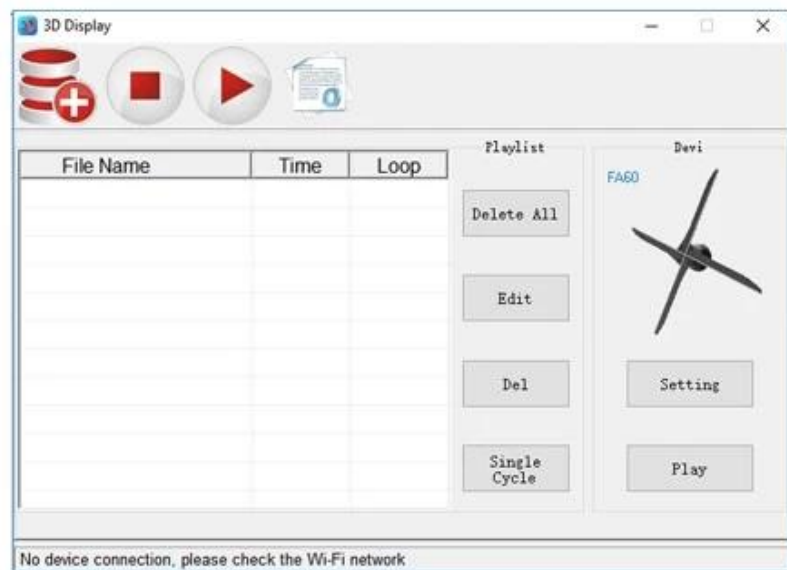 3D Display
File Name Time Loop
Playlist
Delete All
Edit
Del
Single
Cycle
Devi
FA60
Setting
Play
No device connection, please check the Wi-Fi network